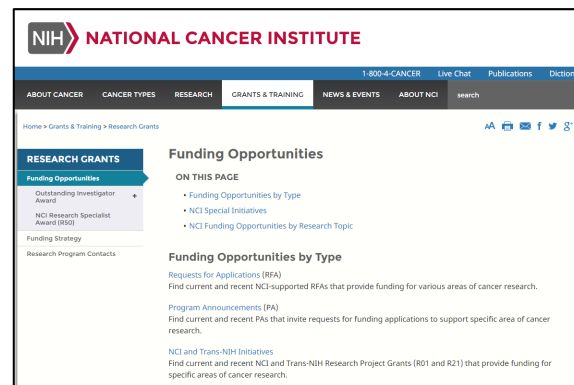 NIH NATIONAL CANCER INSTITUTE
1-800-4-CANCER Live Chat Publications Diction
ABOUT CANCER CANCER TYPES RESEARCH GRANTS & TRAINING NEWS & EVENTS ABOUT NCI search
Home > Grants & Training > Research Grants
AA f g+
RESEARCH GRANTS
Funding Opportunities
Outstanding Investigator
Award +
NCI Research Specialist
Award (R50)
Funding Strategy
Research Program Contacts
Funding Opportunities
ON THIS PAGE
• Funding Opportunities by Type
• NCI Special Initiatives
• NCI Funding Opportunities by Research Topic
Funding Opportunities by Type
Requests for Applications (RFA)
Find current and recent NCI-supported RFAs that provide funding for various areas of cancer research.
Program Announcements (PA)
Find current and recent PAs that invite requests for funding applications to support specific area of cancer
research.
NCI and Trans-NIH Initiatives
Find current and recent NCI and Trans-NIH Research Project Grants (R01 and R21) that provide funding for
specific areas of cancer research.